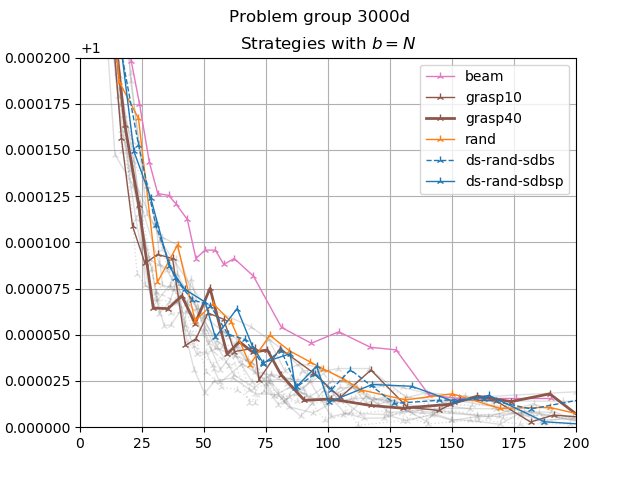 Problem group 3000d
Strategies with b = N
+1
0.000200
0.000175
0.000150
0.000125
0.000100
0.000075
0.000050
0.000025
0.000000
0 25 50 75 100 125 150 175 200
beam
grasp10
grasp40
rand
ds-rand-sdbs
ds-rand-sdbsp